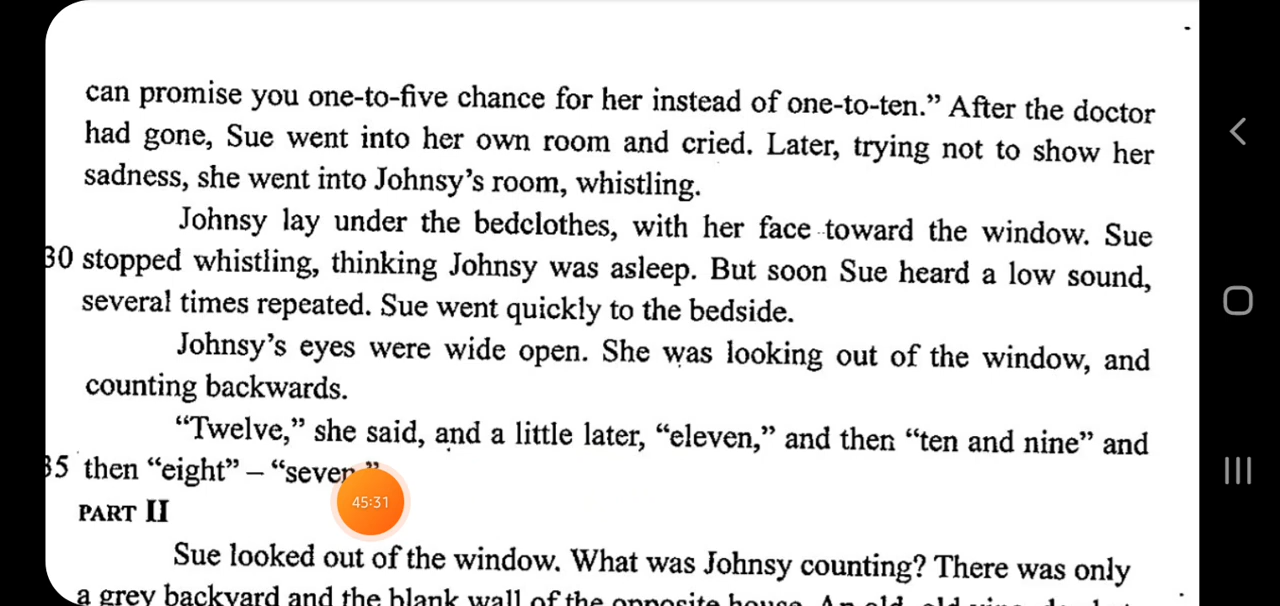 can promise you one-to-five chance for her instead of one-to-ten.” After the doctor
had gone, Sue went into her own room and cried. Later, trying not to show her
sadness, she went into Johnsy’s room, whistling.
Johnsy lay under the bedclothes, with her face toward the window. Sue
30 stopped whistling, thinking Johnsy was asleep. But soon Sue heard a low sound,
several times repeated. Sue went quickly to the bedside.
Johnsy’s eyes were wide open. She was looking out of the window, and
counting backwards.
“Twelve,” she said, and a little later, “eleven,” and then “ten and nine” and
35 then “eight” – “seven.”
45:31
PART II
Sue looked out of the window. What was Johnsy counting? There was only
a grey backyard and the blank wall of the opposite house. An old, old